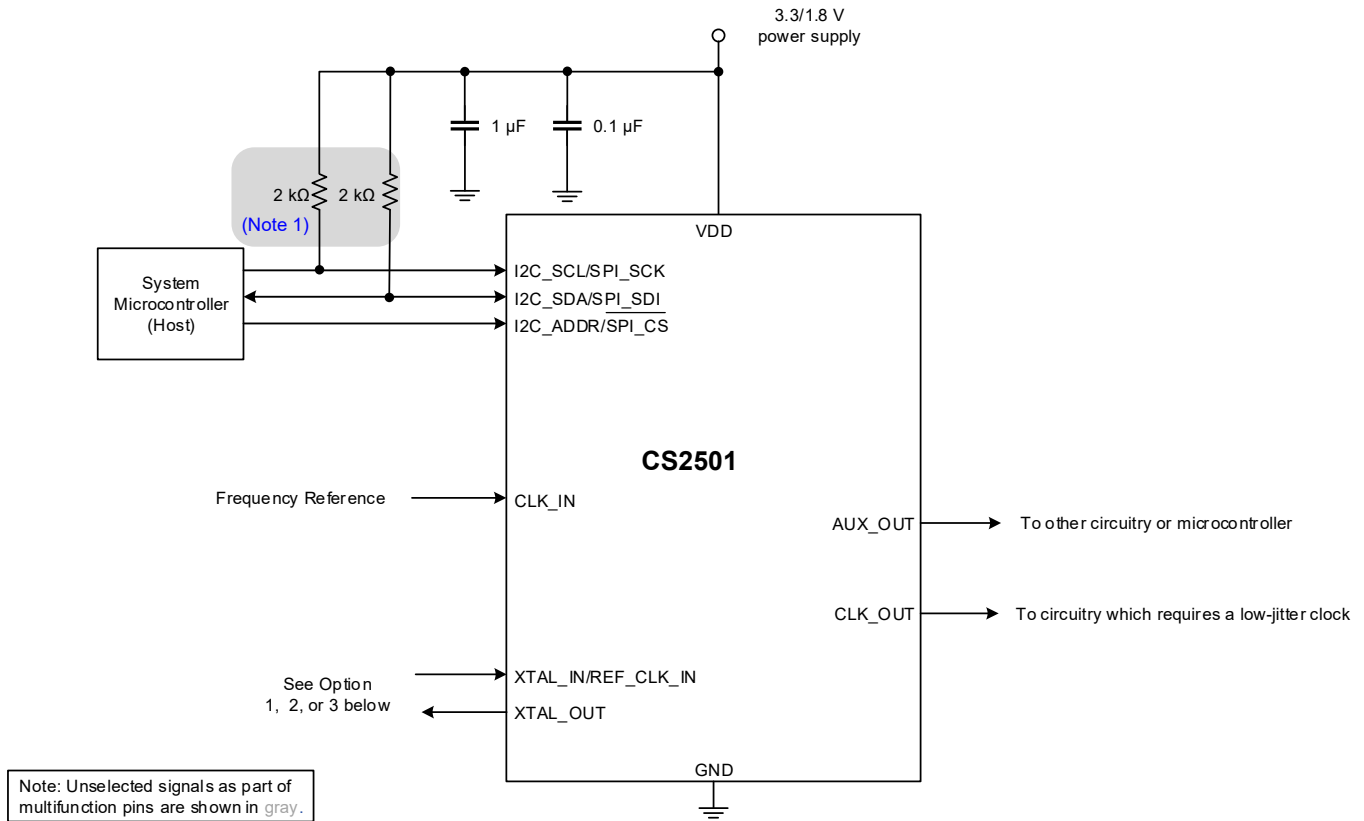 3.3/1.8 V
power supply
1 µF
0.1 µF
2 kΩ
2 kΩ
(Note 1)
VDD
System
Microcontroller
(Host)
I2C_SCL/SPI_SCK
I2C_SDA/SPI_SDI
I2C_ADDR/SPI_CS
CS2501
Frequency Reference
CLK_IN
AUX_OUT
To other circuitry or microcontroller
CLK_OUT
To circuitry which requires a low-jitter clock
See Option
1, 2, or 3 below
XTAL_IN/REF_CLK_IN
XTAL_OUT
GND
Note: Unselected signals as part of
multifunction pins are shown in gray.